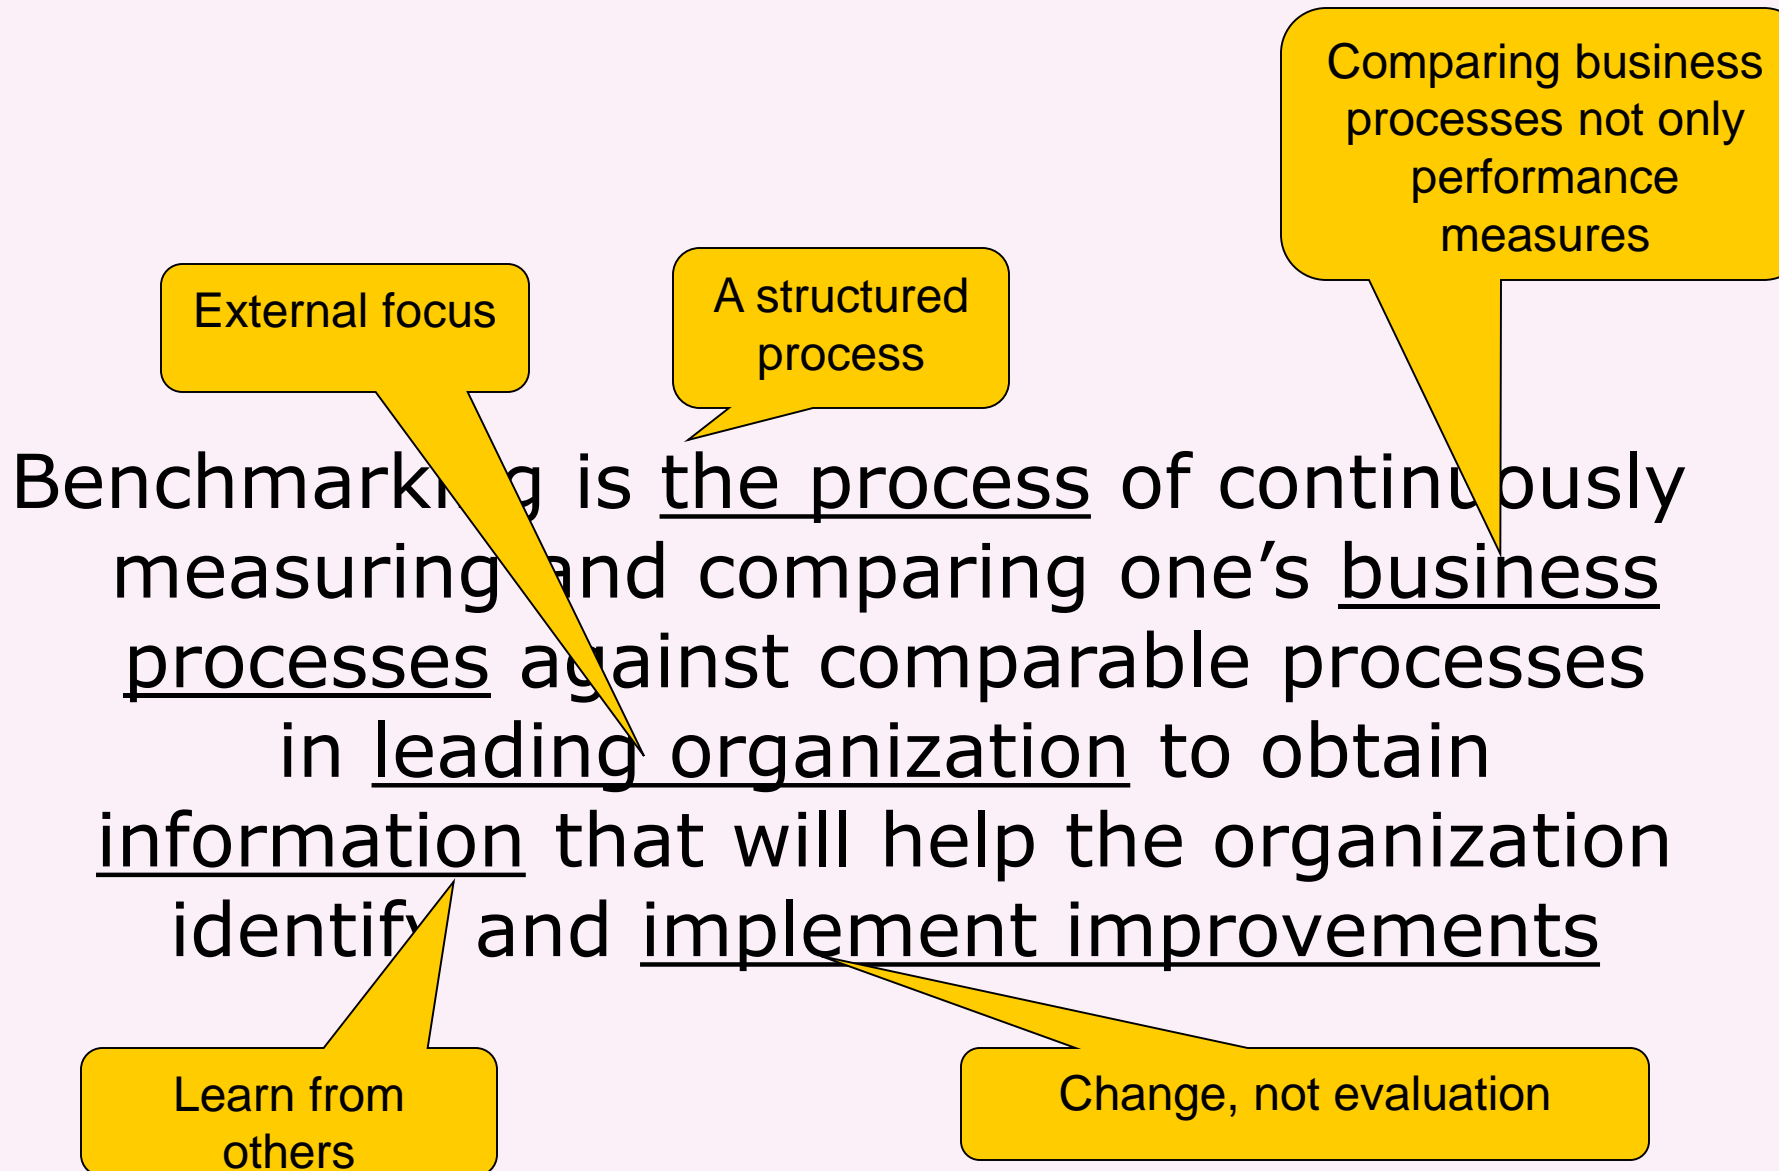 Comparing business
processes not only
performance
measures
External focus
A structured
process
Benchmarking is the process of continuously
measuring and comparing one’s business
processes against comparable processes
in leading organization to obtain
information that will help the organization
identify and implement improvements
Learn from
others
Change, not evaluation